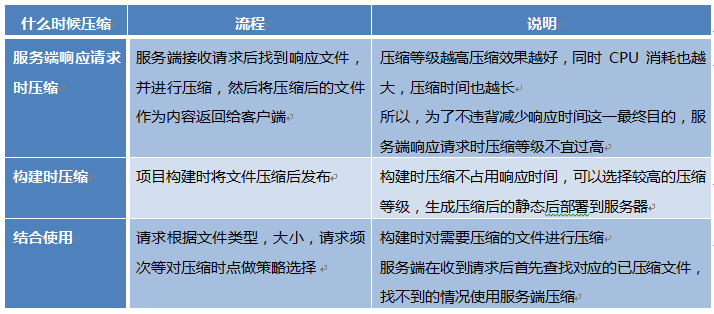 什么时候压缩 流程 说明
服务端响应请求时压缩
服务端接收请求后找到响应文件，
并进行压缩，然后将压缩后的文件
作为内容返回给客户端
压缩等级越高压缩效果越好，同时 CPU 消耗也越
大，压缩时间也越长
所以，为了不违背减少响应时间这一最终目的，服
务端响应请求时压缩等级不宜过高
构建时压缩
项目构建时将文件压缩后发布
构建时压缩不占用响应时间，可以选择较高的压缩
等级，生成压缩后的静态后部署到服务器
结合使用
请求根据文件类型，大小，请求频
次等对压缩时点做策略选择
构建时对需要压缩的文件进行压缩
服务端在收到请求后首先查找对应的已压缩文件，
找不到的情况使用服务端压缩